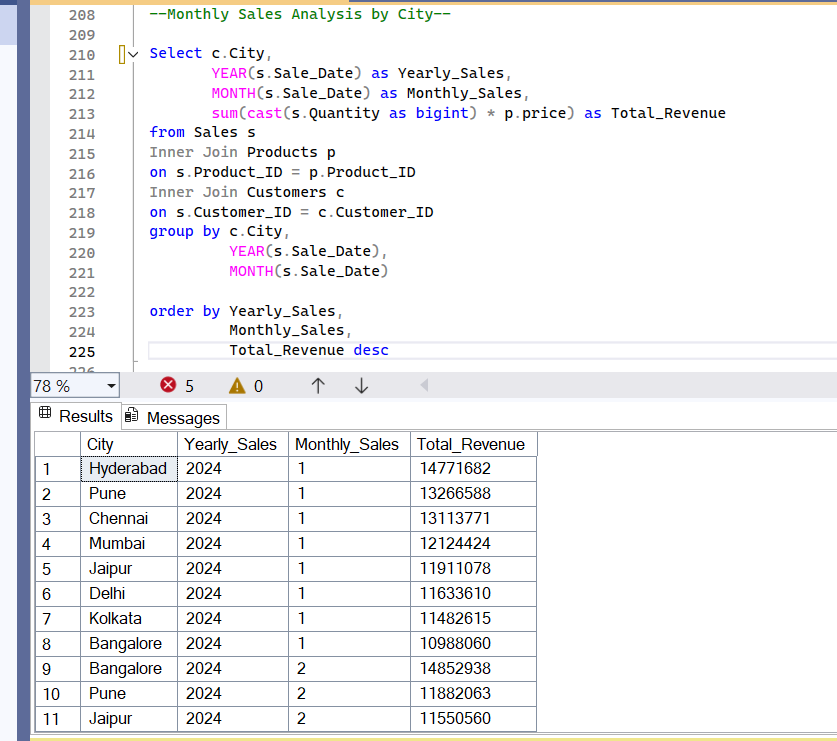 208 --Monthly Sales Analysis by City--
209
210 Select c.City,
211 YEAR(s.Sale_Date) as Yearly_Sales,
212 MONTH(s.Sale_Date) as Monthly_Sales,
213 sum(cast(s.Quantity as bigint) * p.price) as Total_Revenue
214 from Sales s
215 Inner Join Products p
216 on s.Product_ID = p.Product_ID
217 Inner Join Customers c
218 on s.Customer_ID = c.Customer_ID
219 group by c.City,
220 YEAR(s.Sale_Date),
221 MONTH(s.Sale_Date)
222
223 order by Yearly_Sales,
224 Monthly_Sales,
225 Total_Revenue desc
226
78 % 5 0
Results Messages
City Yearly_Sales Monthly_Sales Total_Revenue
1 Hyderabad 2024 1 14771682
2 Pune 2024 1 13266588
3 Chennai 2024 1 13113771
4 Mumbai 2024 1 12124424
5 Jaipur 2024 1 11911078
6 Delhi 2024 1 11633610
7 Kolkata 2024 1 11482615
8 Bangalore 2024 1 10988060
9 Bangalore 2024 2 14852938
10 Pune 2024 2 11882063
11 Jaipur 2024 2 11550560